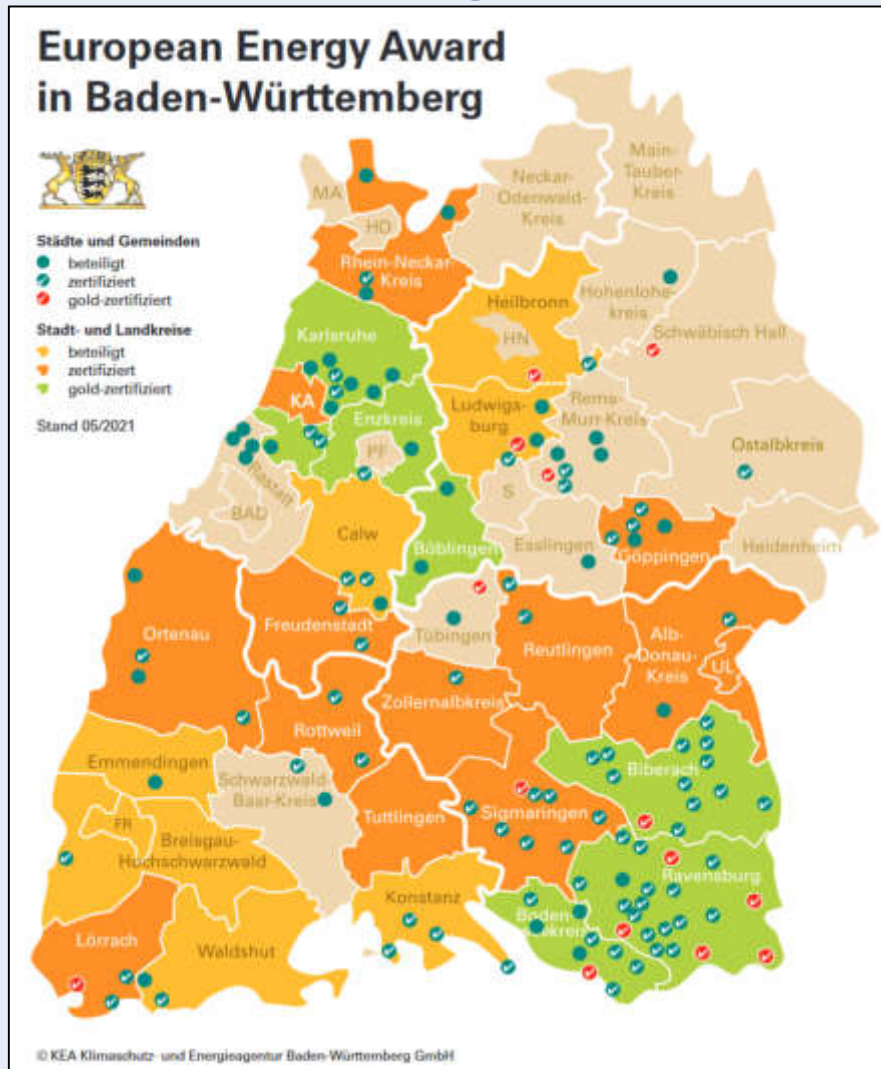 European Energy Award
in Baden-Württemberg
Städte und Gemeinden
beteiligt
zertifiziert
gold-zertifiziert
Stadt- und Landkreise
beteiligt
zertifiziert
gold-zertifiziert
Stand 05/2021
Main-
Tauber-
Kreis
Neckar-
Odenwald-
Kreis
MA
HD
Rhein-Neckar-
Kreis
Heilbronn
HN
Hohenlohe-
kreis
Schwäbisch Hall
Karlsruhe
KA
Enzkreis
PF
Ludwigs-
burg
Rems-
Murr-Kreis
Ostalbkreis
Rastatt
BAD
Calw
Böblingen
S
Esslingen
Göppingen
Heidenheim
Ortenau
Freudenstadt
Tübingen
Reutlingen
Alb-
Donau-
Kreis
UL
Rottweil
Zollernalbkreis
Emmendingen
Schwarzwald-
Baar-Kreis
Tuttlingen
Sigmaringen
Biberach
FR
Breisgau-
Hochschwarzwald
Konstanz
Ravensburg
Boden
seekreis
Lörrach
Waldshut
© KEA Klimaschutz- und Energieagentur Baden-Württemberg GmbH